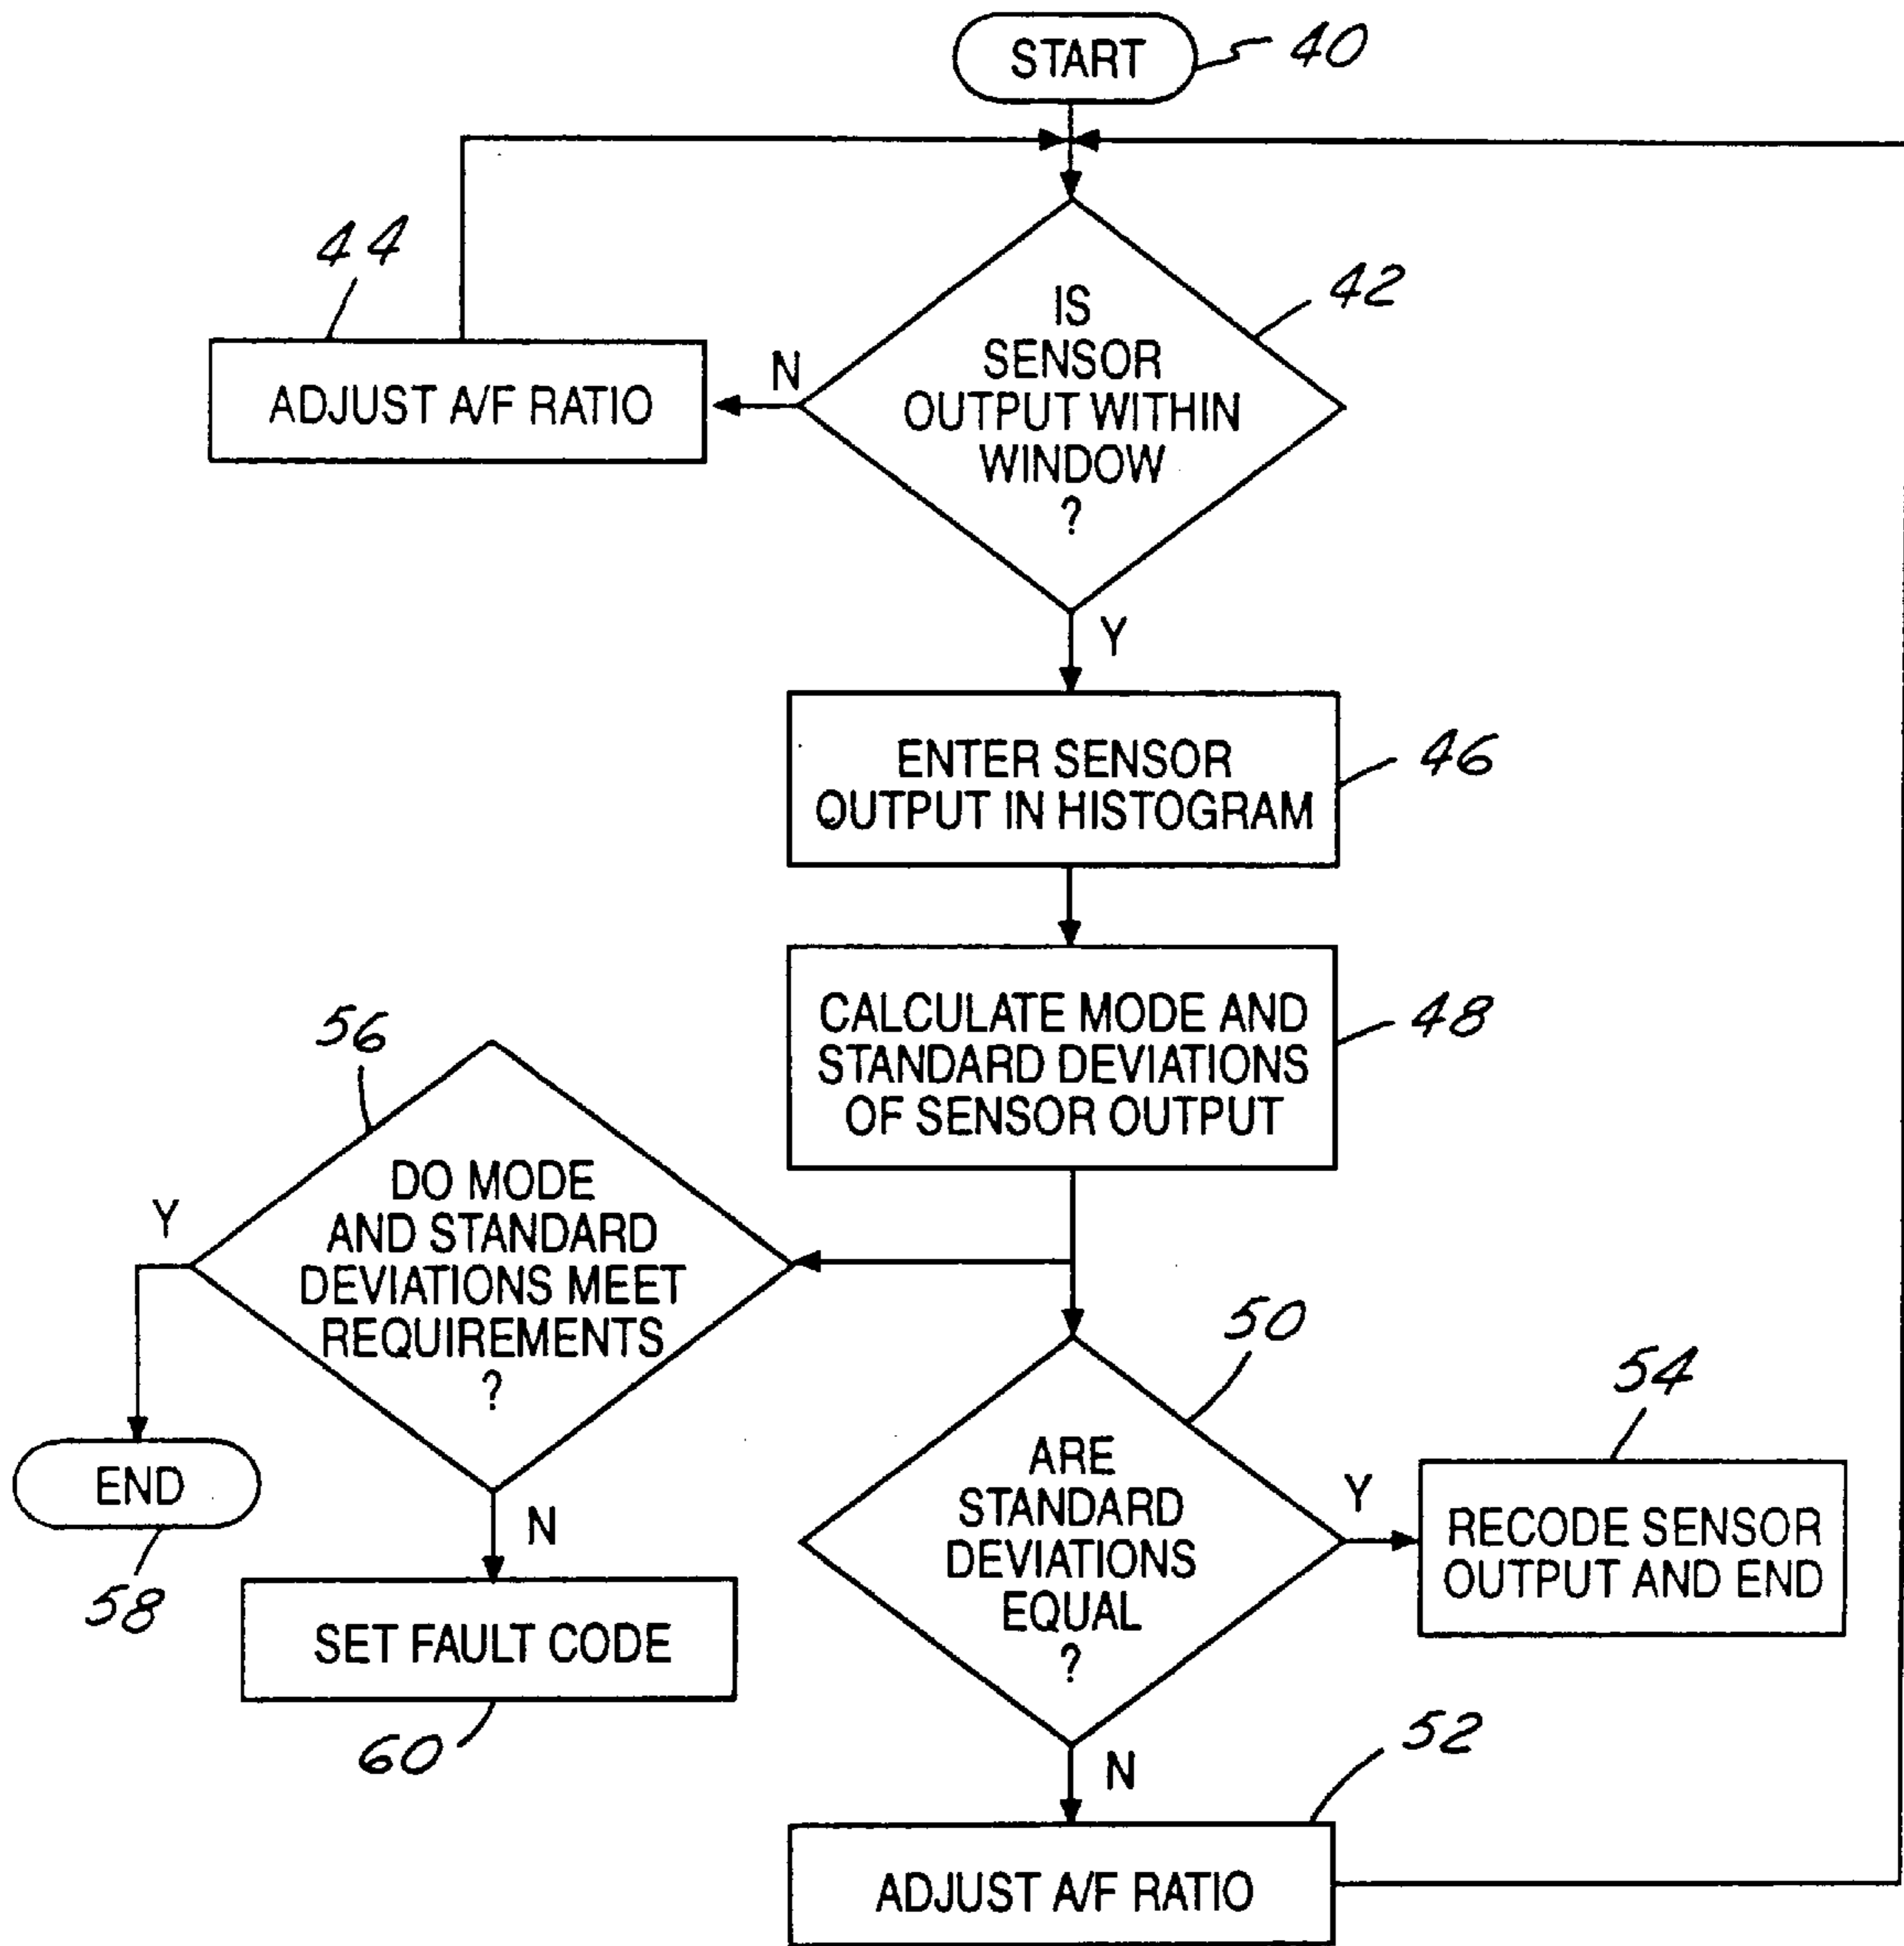 START
40
44
42
IS
SENSOR
OUTPUT WITHIN
WINDOW
?
N
ADJUST A/F RATIO
Y
ENTER SENSOR
OUTPUT IN HISTOGRAM
46
CALCULATE MODE AND
STANDARD DEVIATIONS
OF SENSOR OUTPUT
48
56
DO MODE
AND STANDARD
DEVIATIONS MEET
REQUIREMENTS
?
Y
END
58
N
SET FAULT CODE
60
50
ARE
STANDARD
DEVIATIONS
EQUAL
?
Y
54
RECODE SENSOR
OUTPUT AND END
N
52
ADJUST A/F RATIO